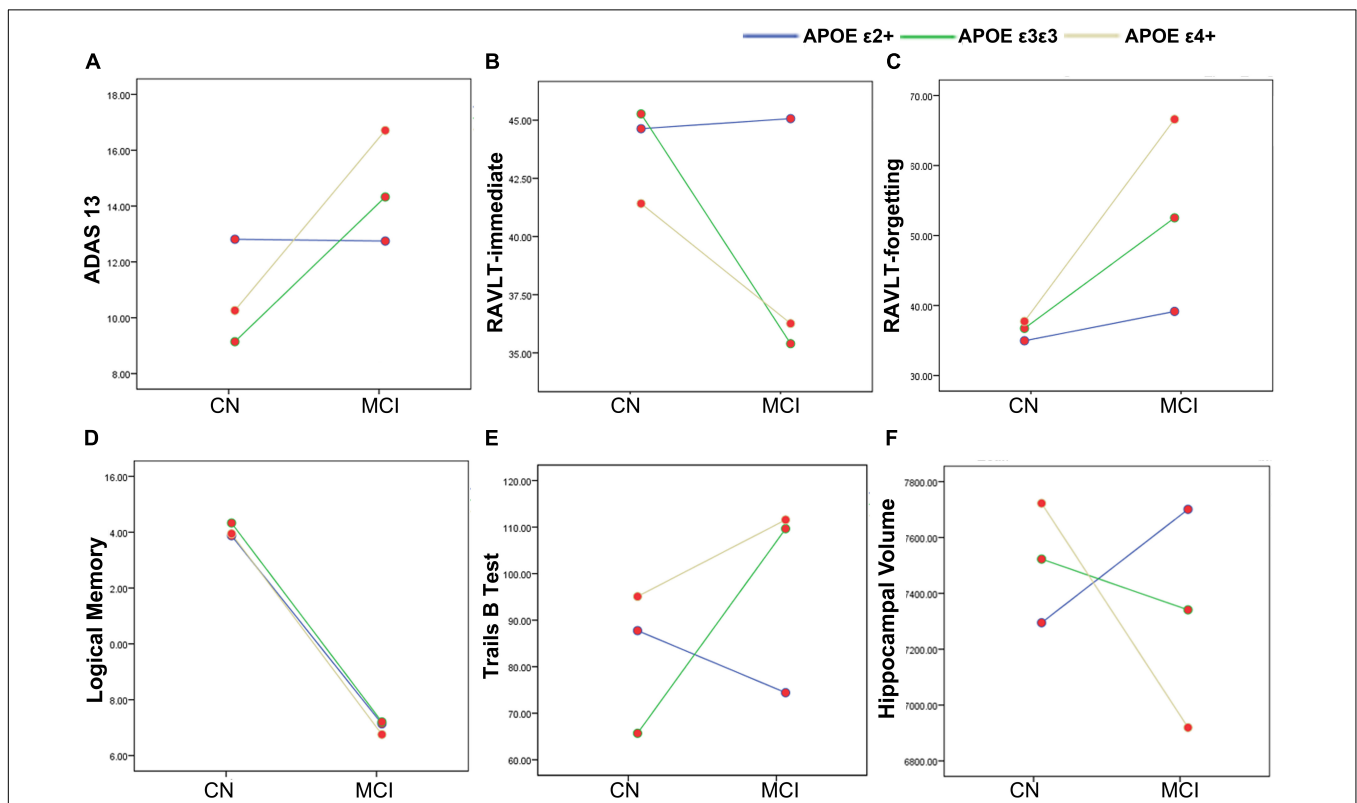 APOE ε2+ APOE ε3ε3 APOE ε4+
A
ADAS 13
18.00
16.00
14.00
12.00
10.00
8.00
CN MCI
B
RAVLT-immediate
45.00
42.50
40.00
37.50
35.00
CN MCI
C
RAVLT-forgetting
70.00
60.00
50.00
40.00
30.00
CN MCI
D
Logical Memory
16.00
4.00
2.00
0.00
8.00
6.00
CN MCI
E
Trails B Test
120.00
110.00
100.00
90.00
80.00
70.00
60.00
CN MCI
F
Hippocampal Volume
7800.00
7600.00
7400.00
7200.00
7000.00
6800.00
CN MCI